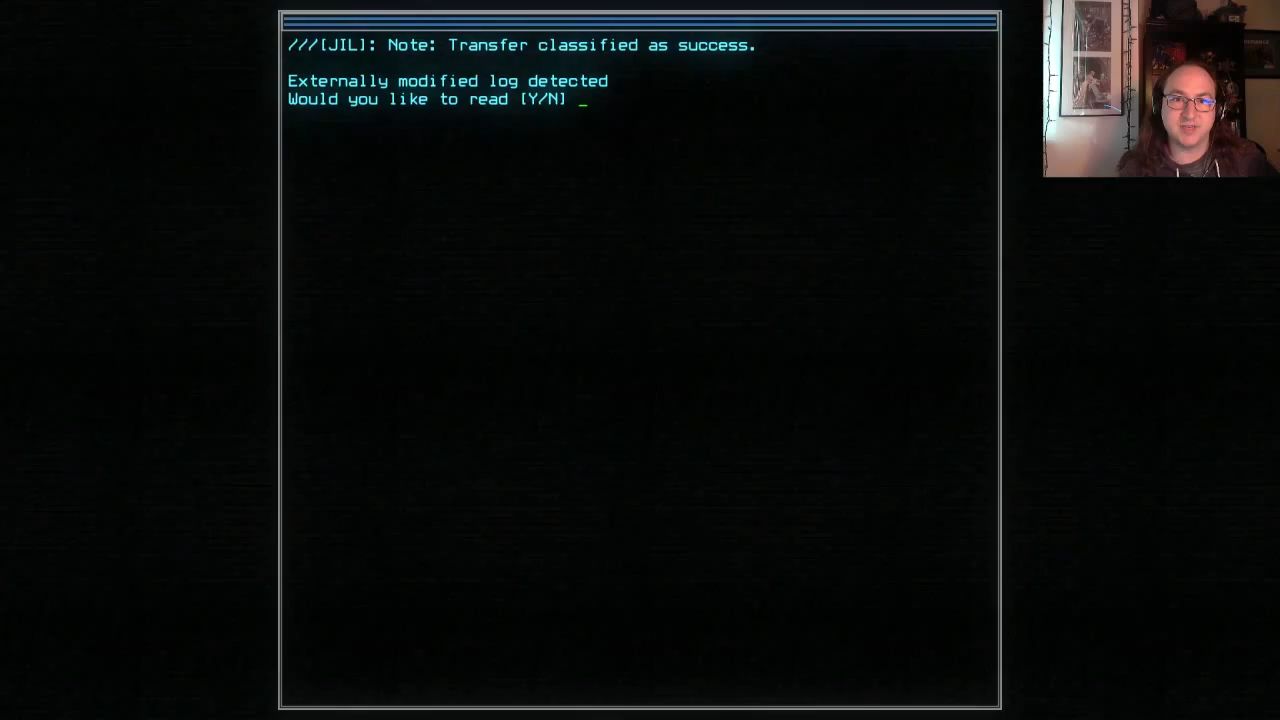 ///[JIL]: Note: Transfer classified as success.
Externally modified log detected
Would you like to read [Y/N] _